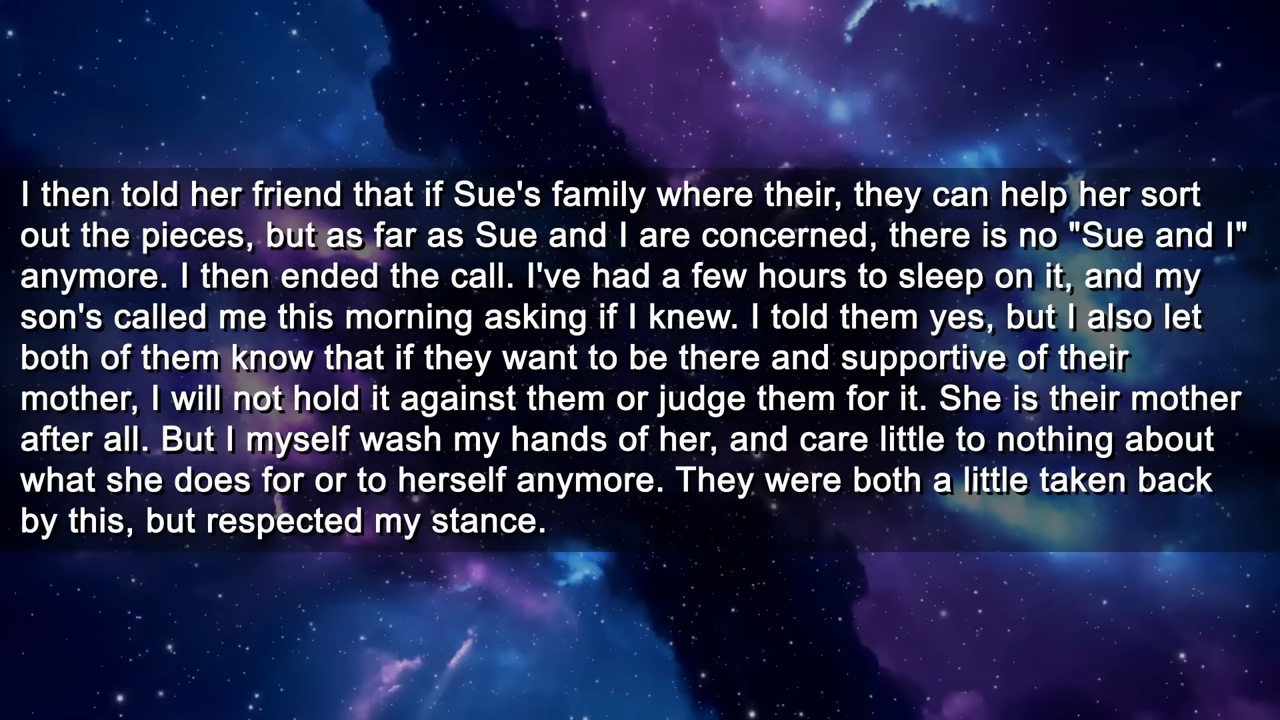 I then told her friend that if Sue's family where their, they can help her sort
out the pieces, but as far as Sue and I are concerned, there is no "Sue and I"
anymore. I then ended the call. I've had a few hours to sleep on it, and my
son's called me this morning asking if I knew. I told them yes, but I also let
both of them know that if they want to be there and supportive of their
mother, I will not hold it against them or judge them for it. She is their mother
after all. But I myself wash my hands of her, and care little to nothing about
what she does for or to herself anymore. They were both a little taken back
by this, but respected my stance.